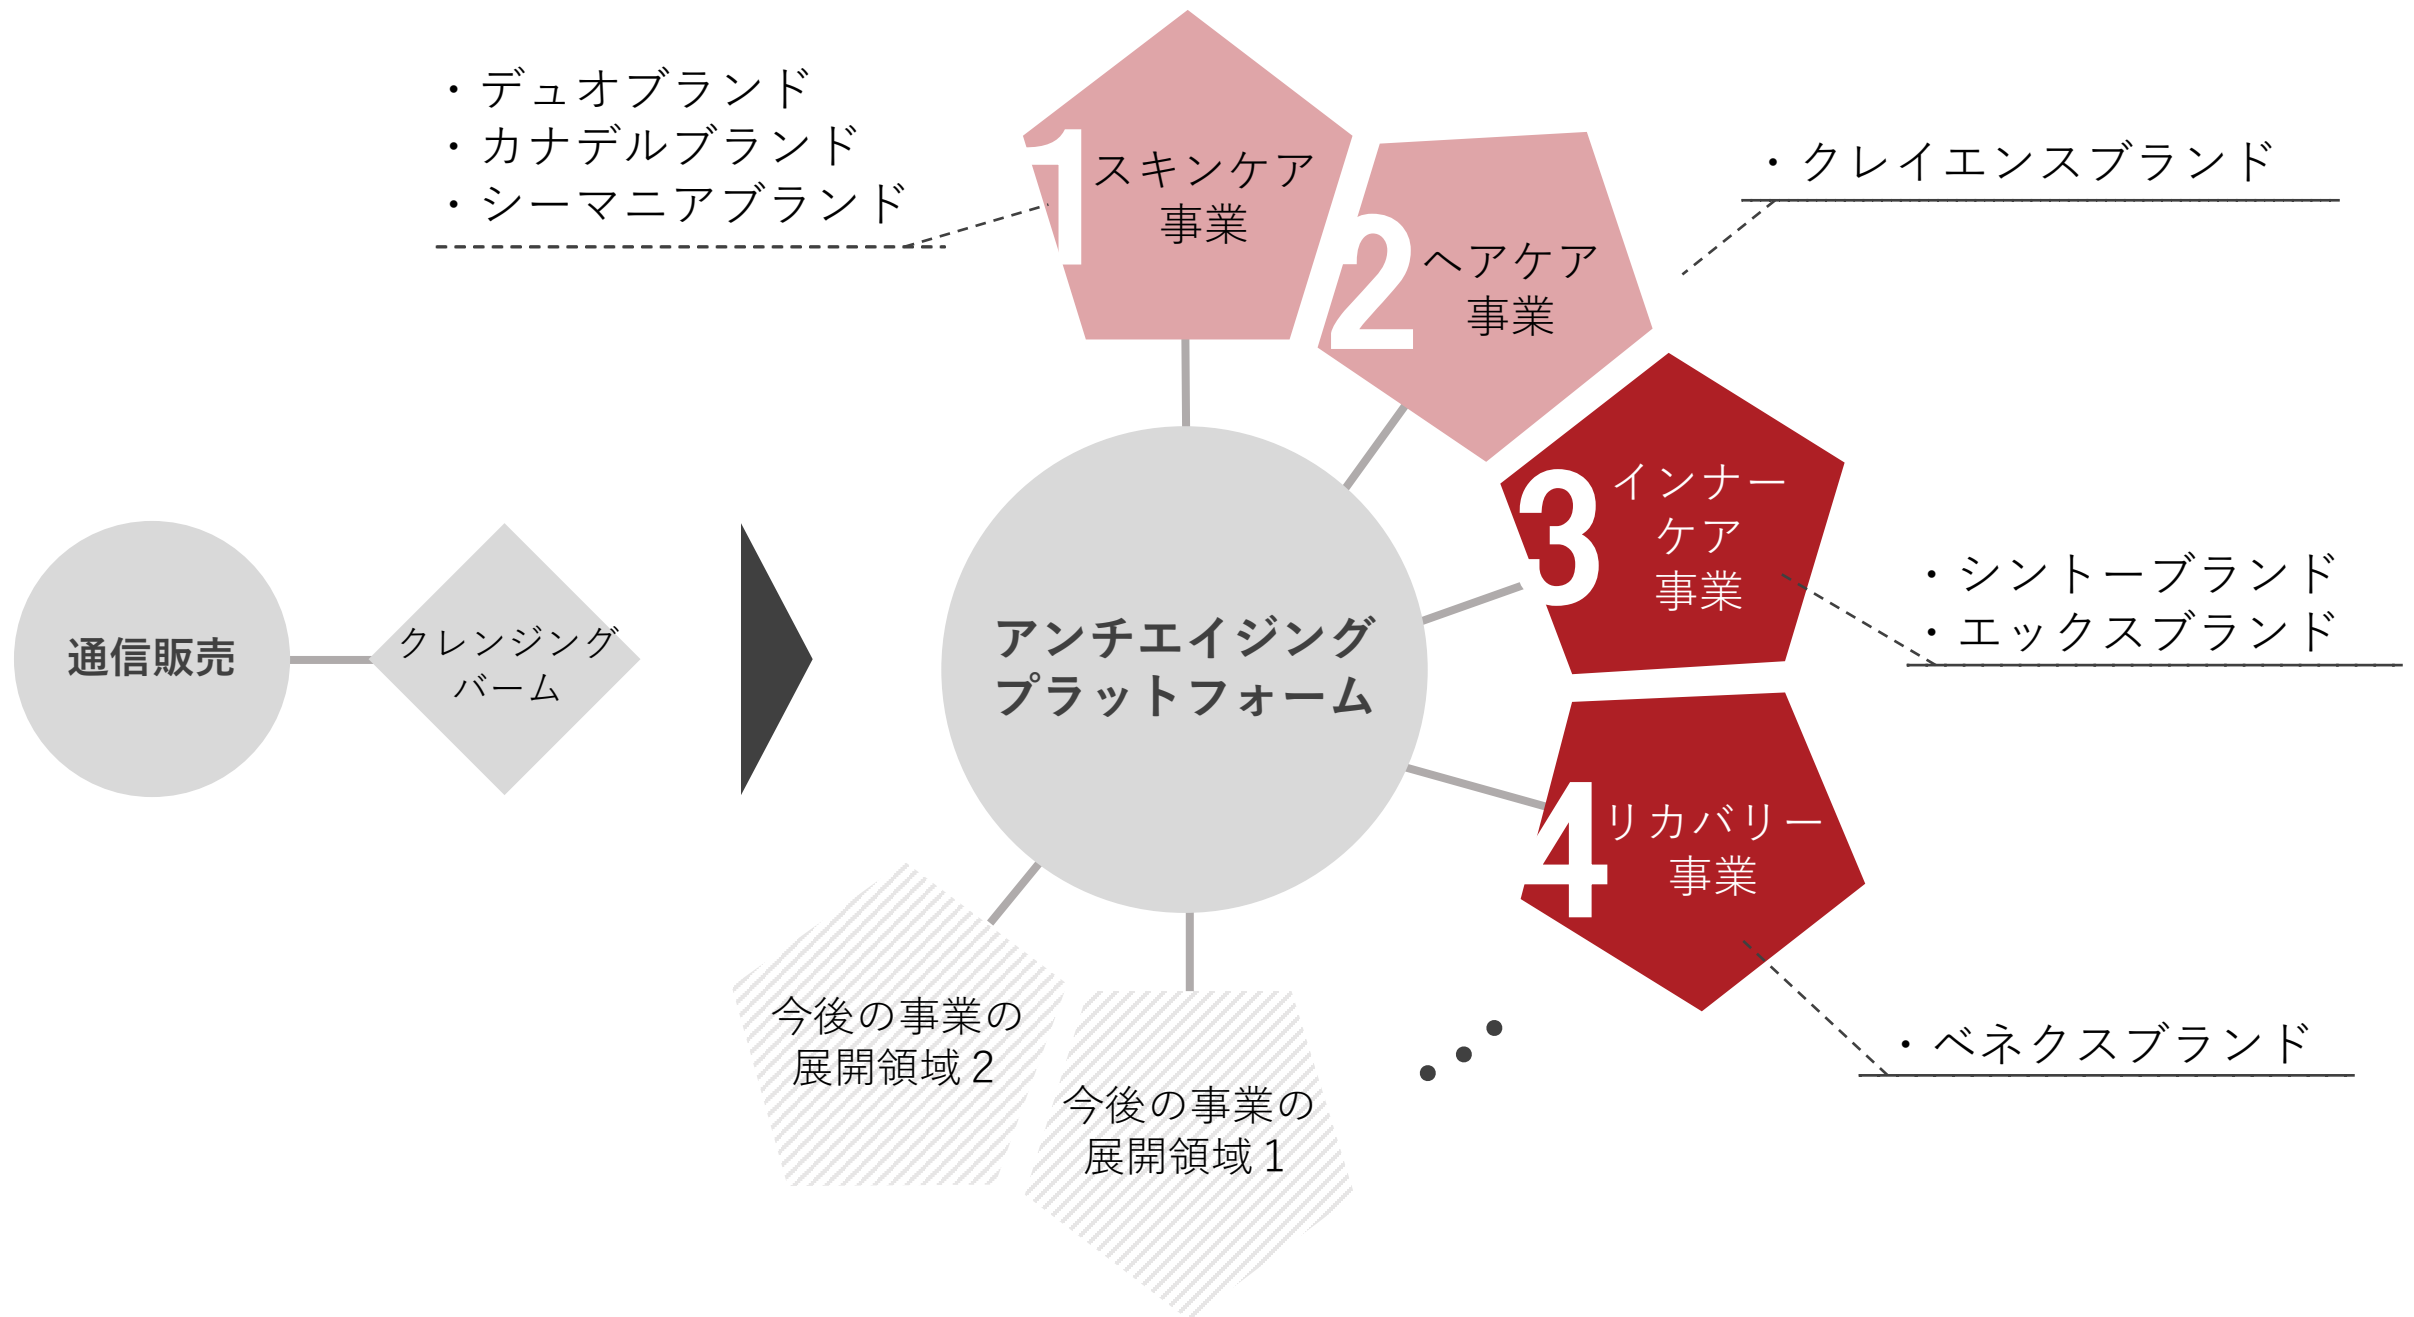 ・デュオブランド
・カナデルブランド
・シーマニアブランド
1
スキンケア
事業
2
ヘアケア
事業
・クレイエンスブランド
3
インナー
ケア
事業
・シントーブランド
・エックスブランド
通信販売
クレンジング
バーム
アンチエイジング
プラットフォーム
4
リカバリー
事業
・ベネクスブランド
今後の事業の
展開領域２
今後の事業の
展開領域１